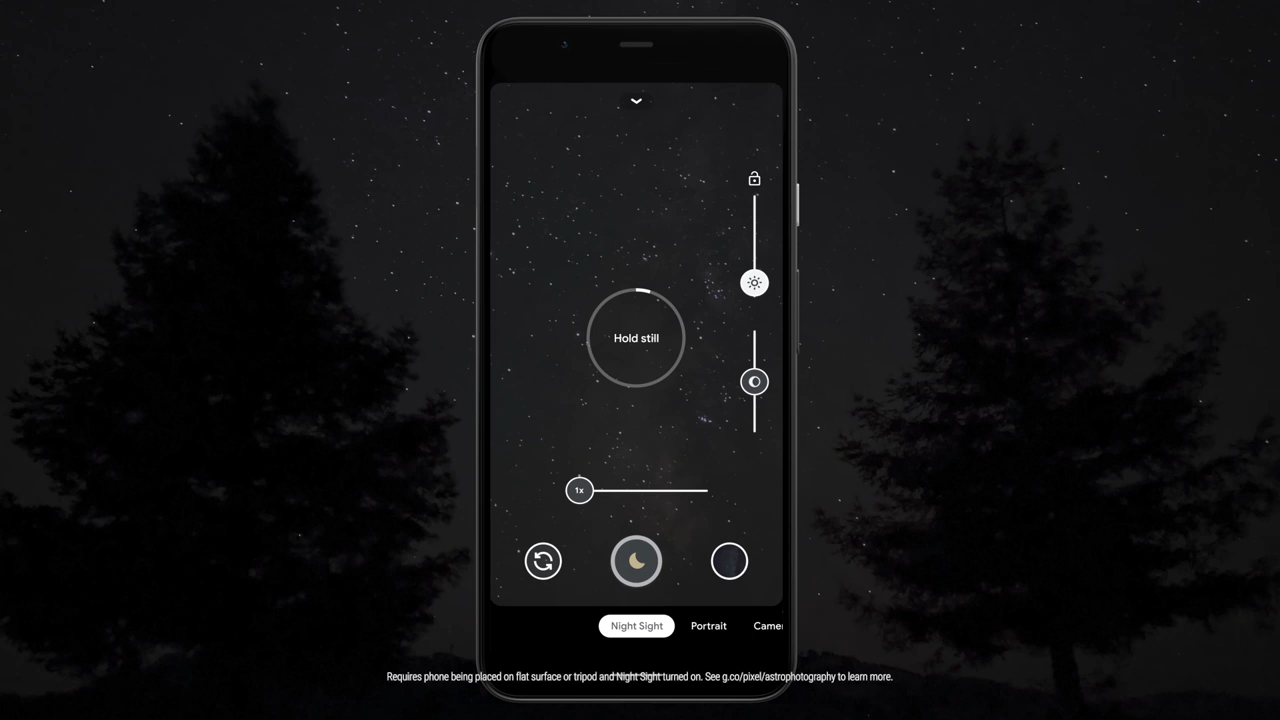 Hold still
1x
Night Sight Portrait Camer
Requires phone being placed on flat surface or tripod and Night Sight turned on. See g.co/pixel/astrophotography to learn more.